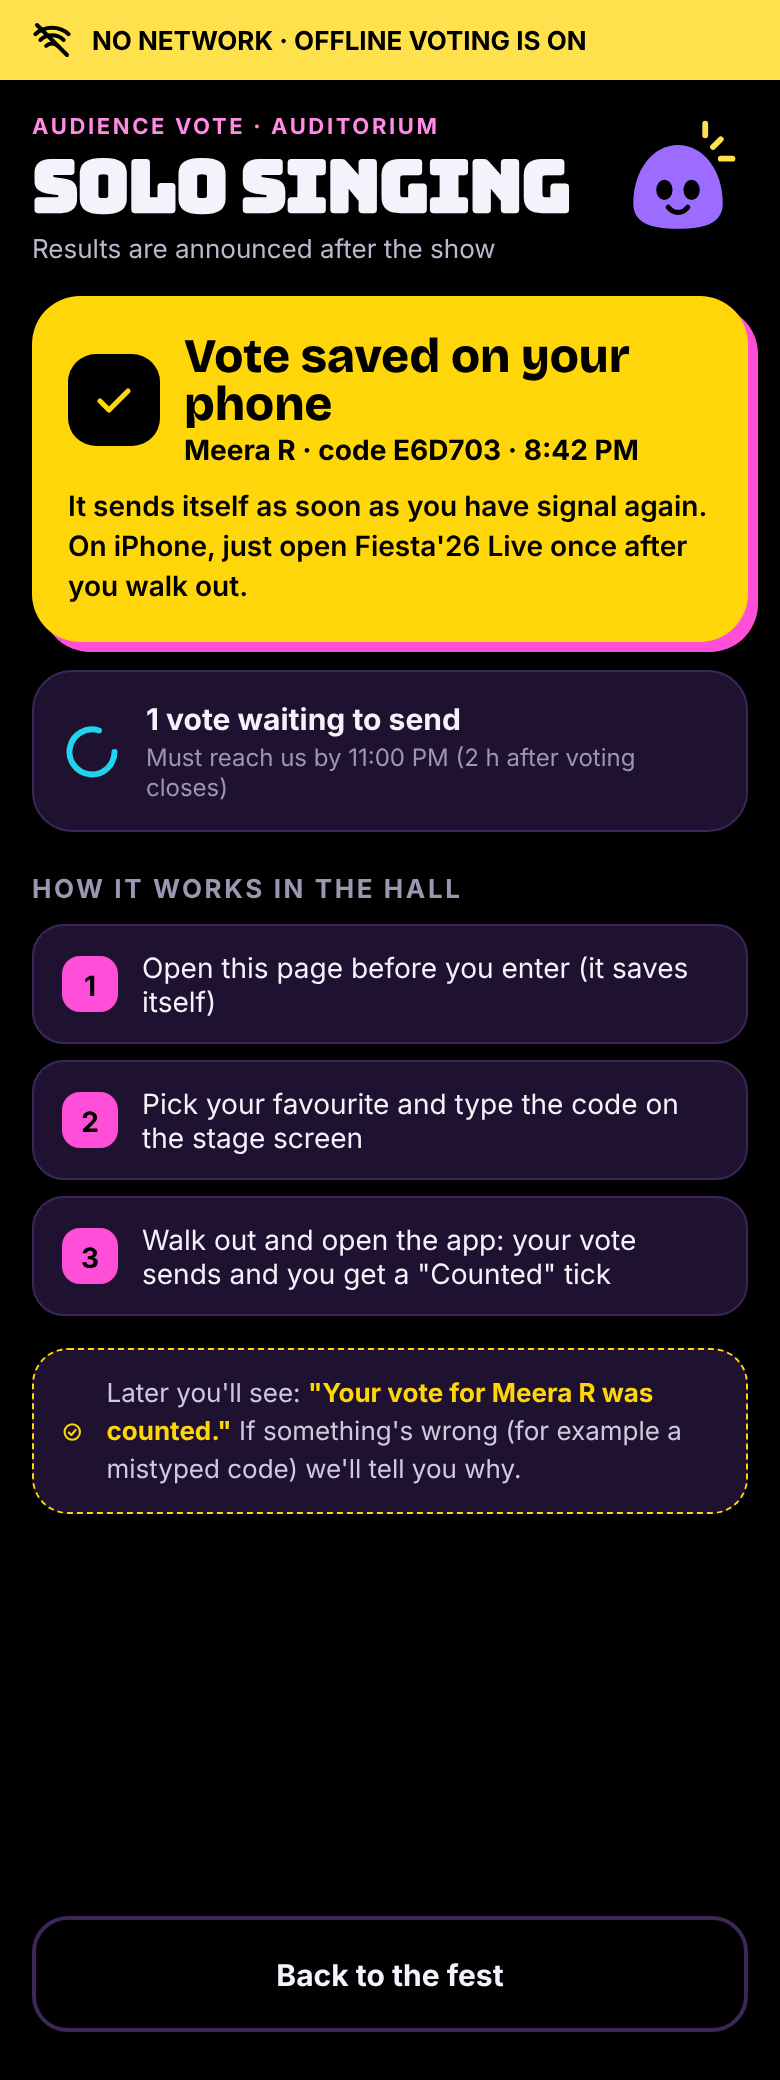 NO NETWORK · OFFLINE VOTING IS ON
AUDIENCE VOTE · AUDITORIUM
SOLO SINGING
Results are announced after the show
Vote saved on your
phone
Meera R · code E6D703 · 8:42 PM
It sends itself as soon as you have signal again.
On iPhone, just open Fiesta'26 Live once after
you walk out.
1 vote waiting to send
Must reach us by 11:00 PM (2 h after voting
closes)
HOW IT WORKS IN THE HALL
1 Open this page before you enter (it saves
itself)
2 Pick your favourite and type the code on
the stage screen
3 Walk out and open the app: your vote
sends and you get a "Counted" tick
Later you'll see: "Your vote for Meera R was
counted." If something's wrong (for example a
mistyped code) we'll tell you why.
Back to the fest